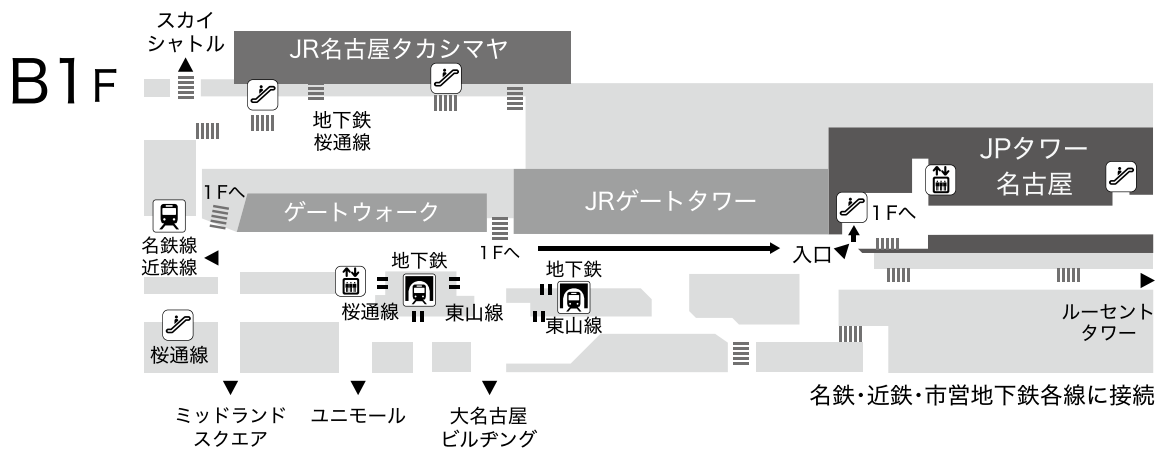 スカイ
シャトル
B1F
JR名古屋タカシマヤ
地下鉄
桜通線
JPタワー
名古屋
1Fへ
ゲートウォーク
JRゲートタワー
1Fへ
名鉄線
近鉄線
1Fへ
入口
地下鉄
地下鉄
桜通線
東山線
東山線
桜通線
ルーセント
タワー
名鉄・近鉄・市営地下鉄各線に接続
ミッドランド
スクエア
ユニモール
大名古屋
ビルヂング